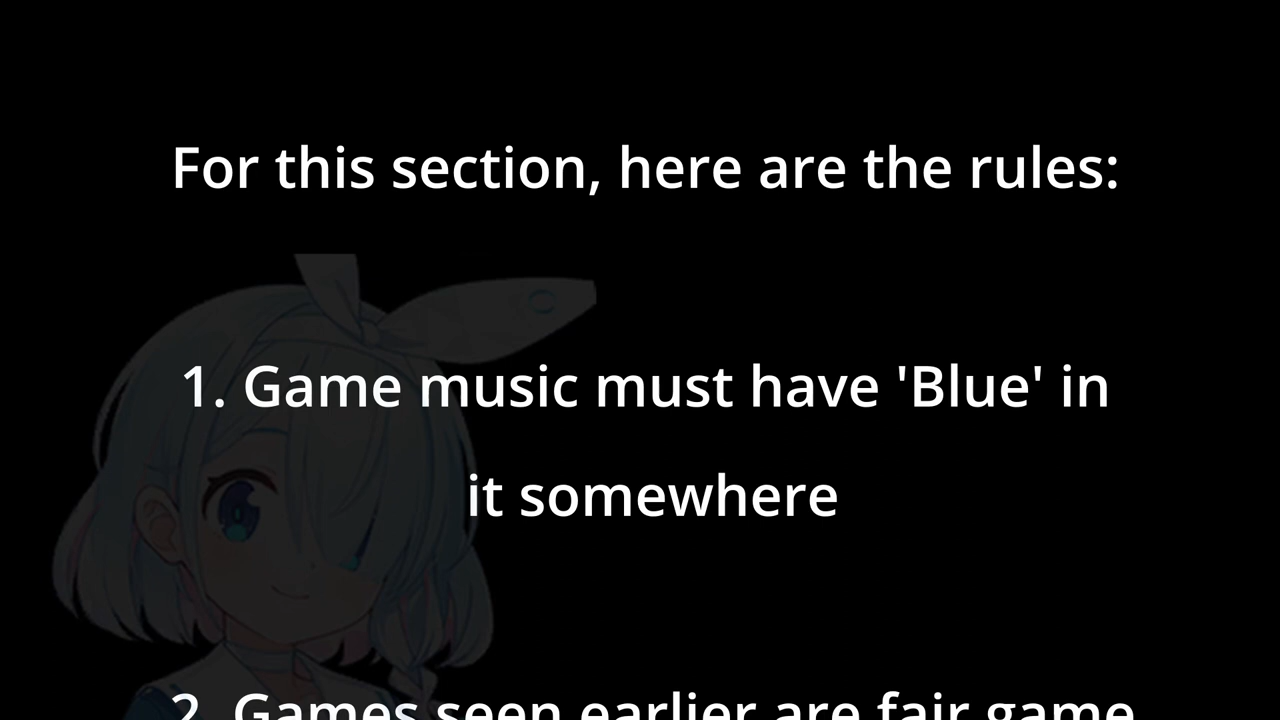 For this section, here are the rules:
1. Game music must have 'Blue' in
it somewhere
2. Games seen earlier are fair game